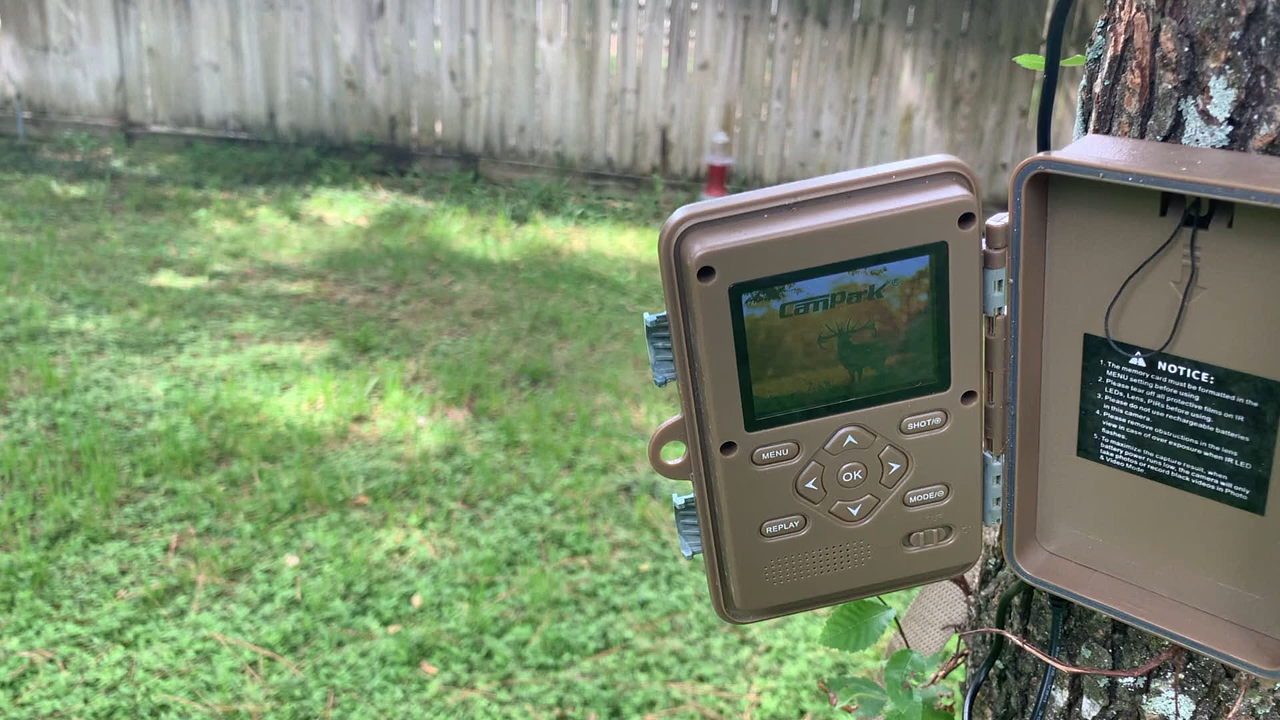 CamPark
MENU
SHOT/⊕
OK
MODE/⊖
REPLAY
NOTICE:
1. The memory card must be formatted in the
MENU setting before using
2. Please tear off all protective films on IR
LEDs, Lens, PIRs before using.
3. Please do not use rechargeable batteries
in this camera.
4. Please remove obstructions in the lens
view in case of over exposure when IR LED
flashes.
5. To maximize the capture result, when
battery power runs low, the camera will only
take photos or record black videos in Photo
& Video Mode.